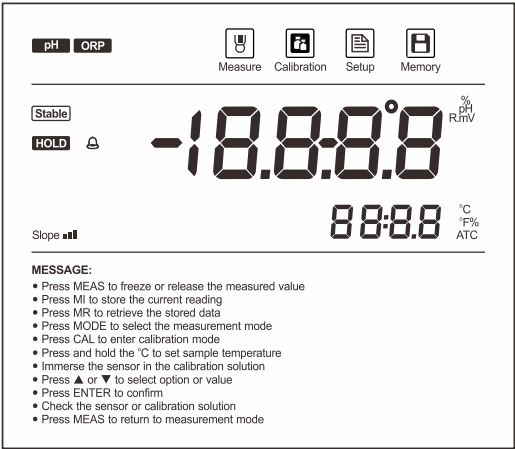 pH ORP
Measure Calibration Setup Memory
Stable
HOLD
-18.8:8.8
%
pH
R.mV
88:8.8
°C
°F%
ATC
Slope
MESSAGE:
• Press MEAS to freeze or release the measured value
• Press MI to store the current reading
• Press MR to retrieve the stored data
• Press MODE to select the measurement mode
• Press CAL to enter calibration mode
• Press and hold the °C to set sample temperature
• Immerse the sensor in the calibration solution
• Press ▲ or ▼ to select option or value
• Press ENTER to confirm
• Check the sensor or calibration solution
• Press MEAS to return to measurement mode